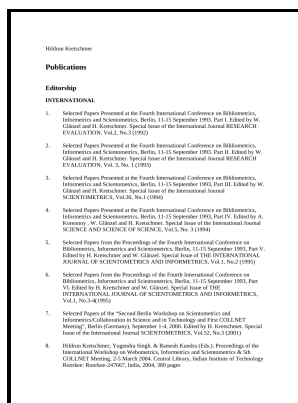 Hildrun Kretschmer
Publications
Editorship
INTERNATIONAL
1. Selected Papers Presented at the Fourth International Conference on Bibliometrics,
Informetrics and Scientometrics, Berlin, 11-15 September 1993. Part I. Edited by W.
Glänzel and H. Kretschmer. Special Issue of the International Journal RESEARCH
EVALUATION, Vol.2, No.3 (1992)
2. Selected Papers Presented at the Fourth International Conference on Bibliometrics,
Informetrics and Scientometrics, Berlin, 11-15 September 1993, Part II. Edited by W.
Glänzel and H. Kretschmer. Special Issue of the International Journal RESEARCH
EVALUATION, Vol. 3, No. 1 (1993)
3. Selected Papers Presented at the Fourth International Conference on Bibliometrics,
Informetrics and Scientometrics, Berlin, 11-15 September 1993, Part III. Edited by W.
Glänzel and H. Kretschmer. Special Issue of the International Journal
SCIENTOMETRICS, Vol.30, No.1 (1994)
4. Selected Papers Presented at the Fourth International Conference on Bibliometrics,
Informetrics and Scientometrics, Berlin, 11-15 September 1993, Part IV. Edited by A.
Korennoy , W. Glänzel and H. Kretschmer. Special Issue of the International Journal
SCIENCE AND SCIENCE OF SCIENCE, Vol.5, No. 3 (1994)
5. Selected Papers from the Proceedings of the Fourth International Conference on
Bibliometrics, Informetrics and Scientometrics, Berlin, 11-15 September 1993, Part V.
Edited by H. Kretschmer and W. Glänzel. Special Issue of THE INTERNATIONAL
JOURNAL OF SCIENTOMETRICS AND INFORMETRICS, Vol.1, No.2 (1995)
6. Selected Papers from the Proceedings of the Fourth International Conference on
Bibliometrics, Informetrics and Scientometrics, Berlin, 11-15 September 1993, Part
VI. Edited by H. Kretschmer and W. Glänzel. Special Issue of THE
INTERNATIONAL JOURNAL OF SCIENTOMETRICS AND INFORMETRICS,
Vol.1, No.3-4(1995)
7. Selected Papers of the "Second Berlin Workshop on Scientometrics and
Informetrics/Collaboration in Science and in Technology and First COLLNET
Meeting", Berlin (Germany), September 1-4, 2000. Edited by H. Kretschmer. Special
Issue of the International Journal SCIENTOMETRICS, Vol.52, No.3 (2001)
8. Hildrun Kretschmer, Yogendra Singh, & Ramesh Kundra (Eds.). Proceedings of the
International Workshop on Webometrics, Informetrics and Scientometrics & 5th
COLLNET Meeting, 2-5 March 2004. Central Library, Indian Institute of Technology
Roorkee: Roorkee-247667, India, 2004, 380 pages